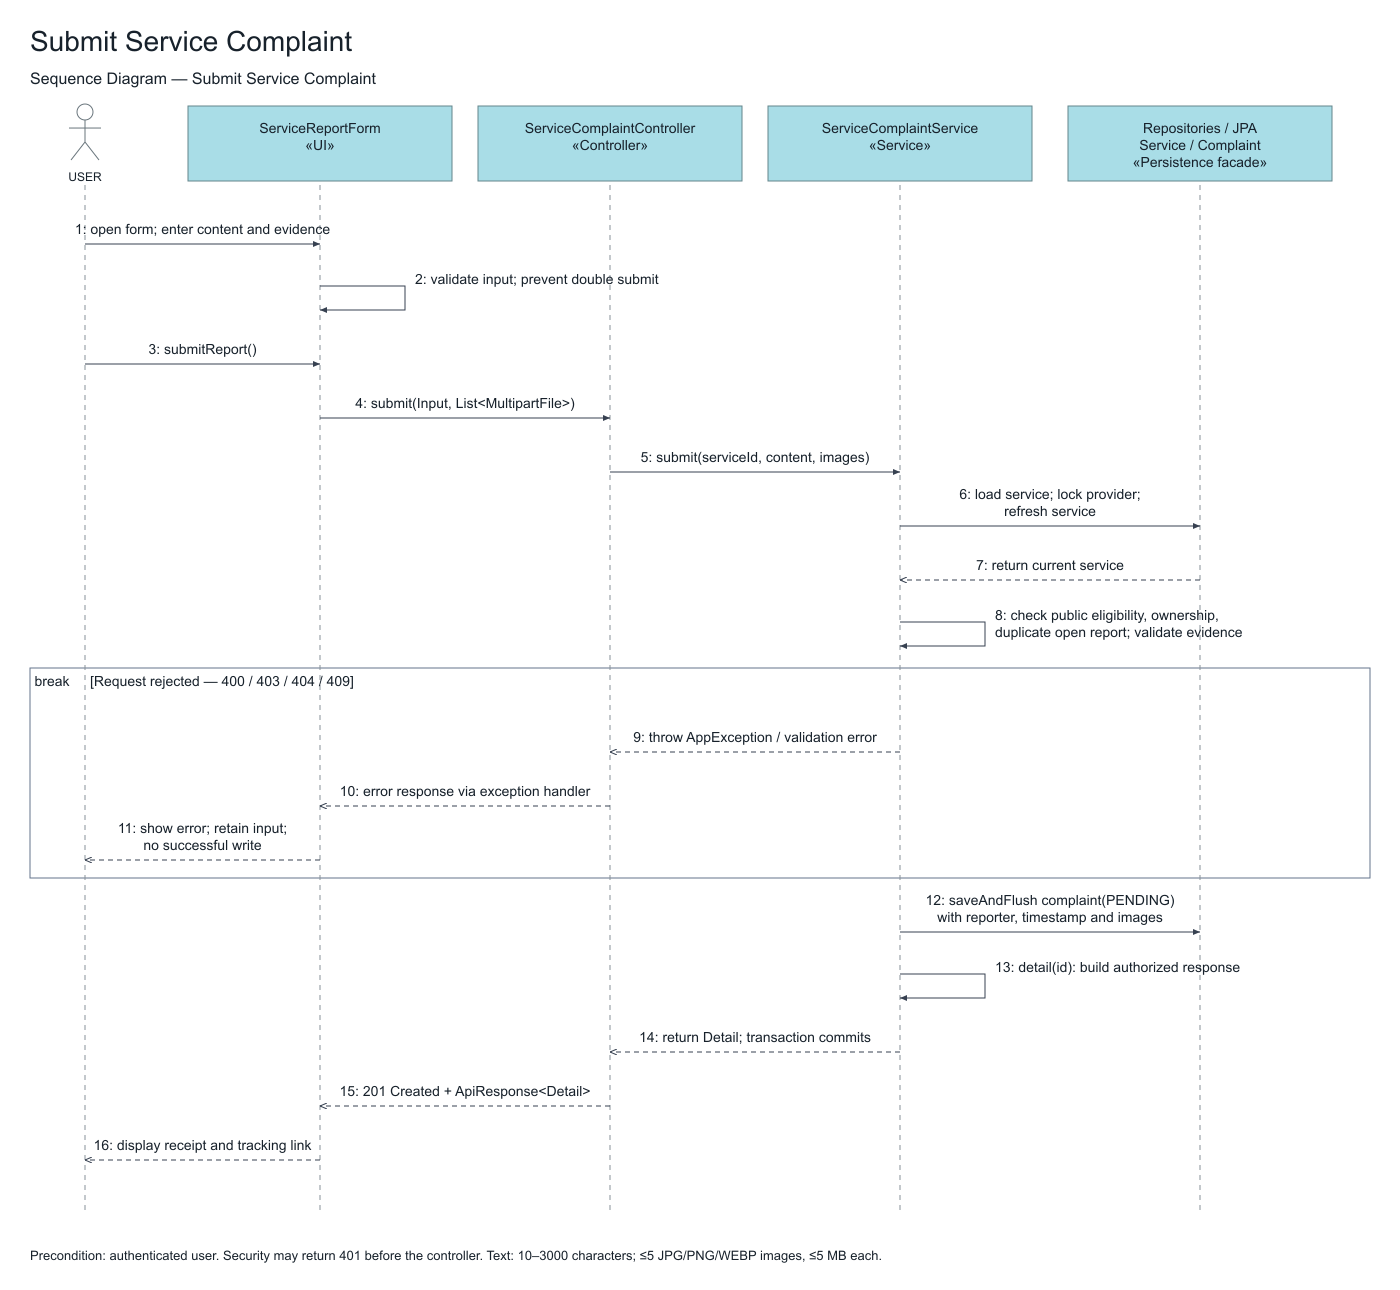 Submit Service Complaint
Sequence Diagram — Submit Service Complaint
USER
ServiceReportForm
«UI»
ServiceComplaintController
«Controller»
ServiceComplaintService
«Service»
Repositories / JPA
Service / Complaint
«Persistence facade»
1: open form; enter content and evidence
2: validate input; prevent double submit
3: submitReport()
4: submit(Input, List<MultipartFile>)
5: submit(serviceId, content, images)
6: load service; lock provider;
refresh service
7: return current service
8: check public eligibility, ownership,
duplicate open report; validate evidence
break [Request rejected — 400 / 403 / 404 / 409]
9: throw AppException / validation error
10: error response via exception handler
11: show error; retain input;
no successful write
12: saveAndFlush complaint(PENDING)
with reporter, timestamp and images
13: detail(id): build authorized response
14: return Detail; transaction commits
15: 201 Created + ApiResponse<Detail>
16: display receipt and tracking link
Precondition: authenticated user. Security may return 401 before the controller. Text: 10–3000 characters; ≤5 JPG/PNG/WEBP images, ≤5 MB each.